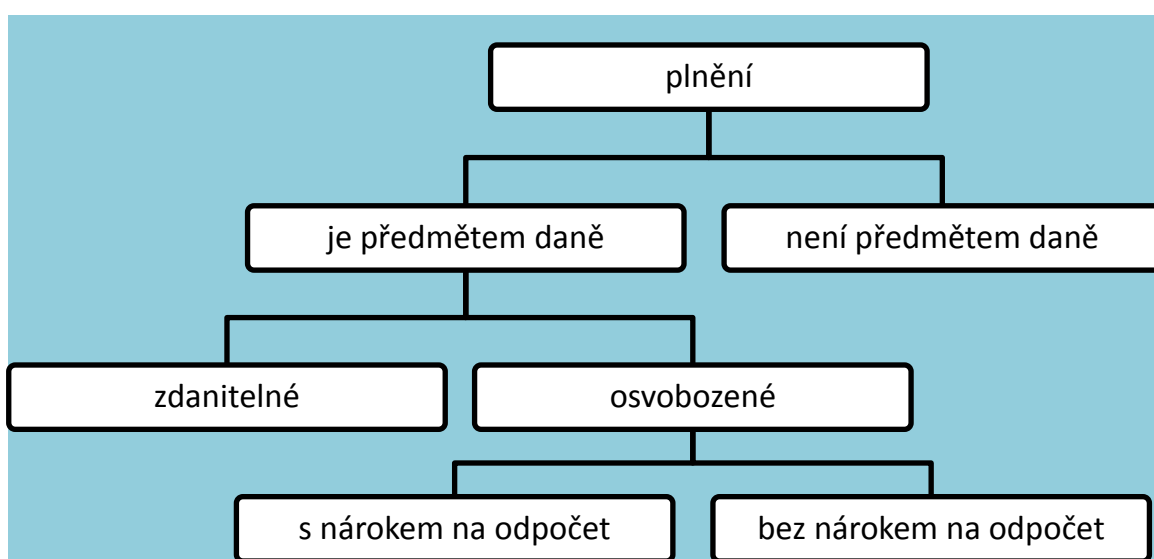 plnění
je předmětem daně
není předmětem daně
zdanitelné
osvobozené
s nárokem na odpočet
bez nárokem na odpočet